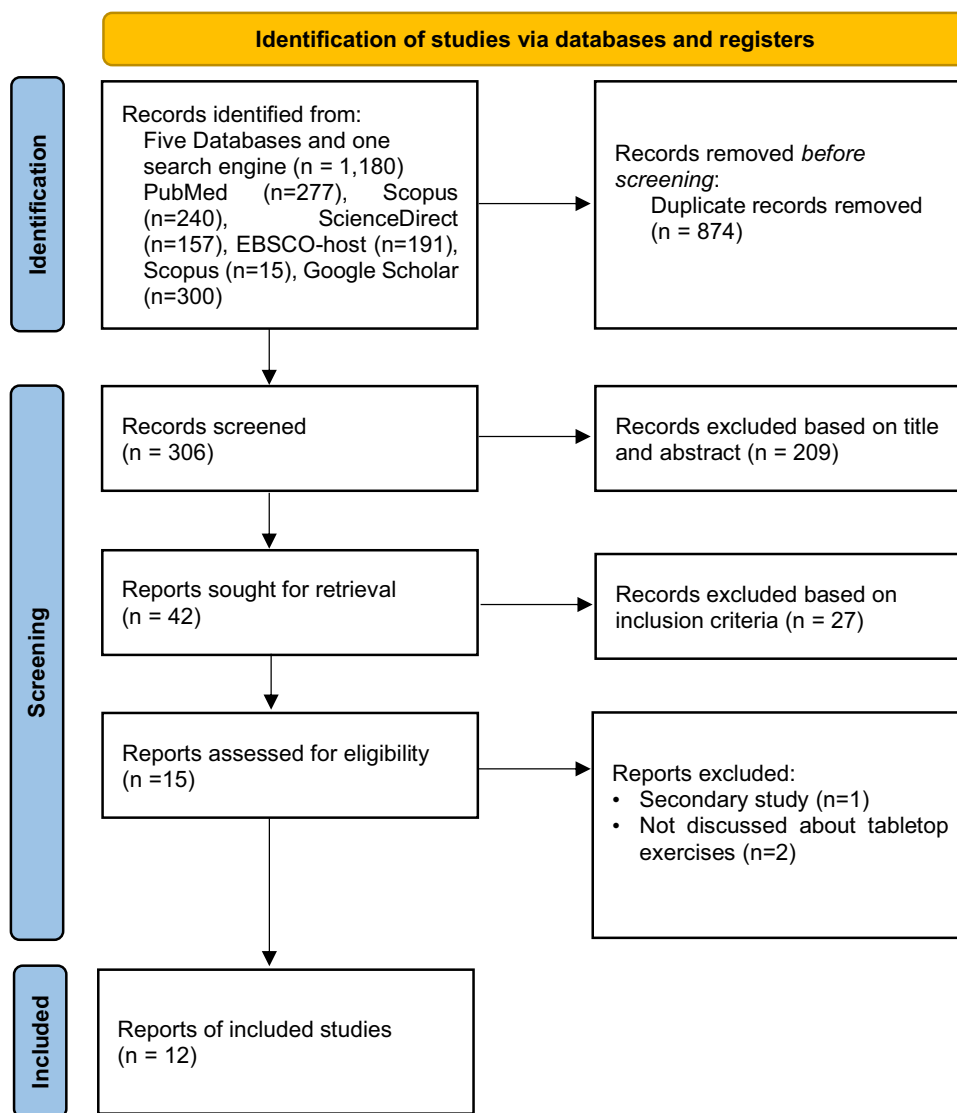 Identification of studies via databases and registers
Identification
Records identified from:
Five Databases and one
search engine (n = 1,180)
PubMed (n=277), Scopus
(n=240), ScienceDirect
(n=157), EBSCO-host (n=191),
Scopus (n=15), Google Scholar
(n=300)
Records removed before
screening:
Duplicate records removed
(n = 874)
Screening
Records screened
(n = 306)
Records excluded based on title
and abstract (n = 209)
Reports sought for retrieval
(n = 42)
Records excluded based on
inclusion criteria (n = 27)
Reports assessed for eligibility
(n =15)
Reports excluded:
• Secondary study (n=1)
• Not discussed about tabletop
exercises (n=2)
Included
Reports of included studies
(n = 12)